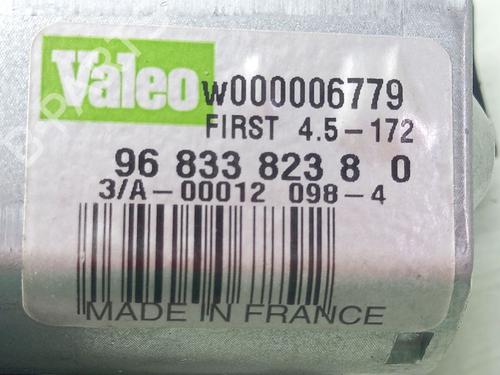 Valeo w000006779
FIRST 4.5-172
96 833 823 8 0
3/A-00012 098-4
MADE IN FRANCE